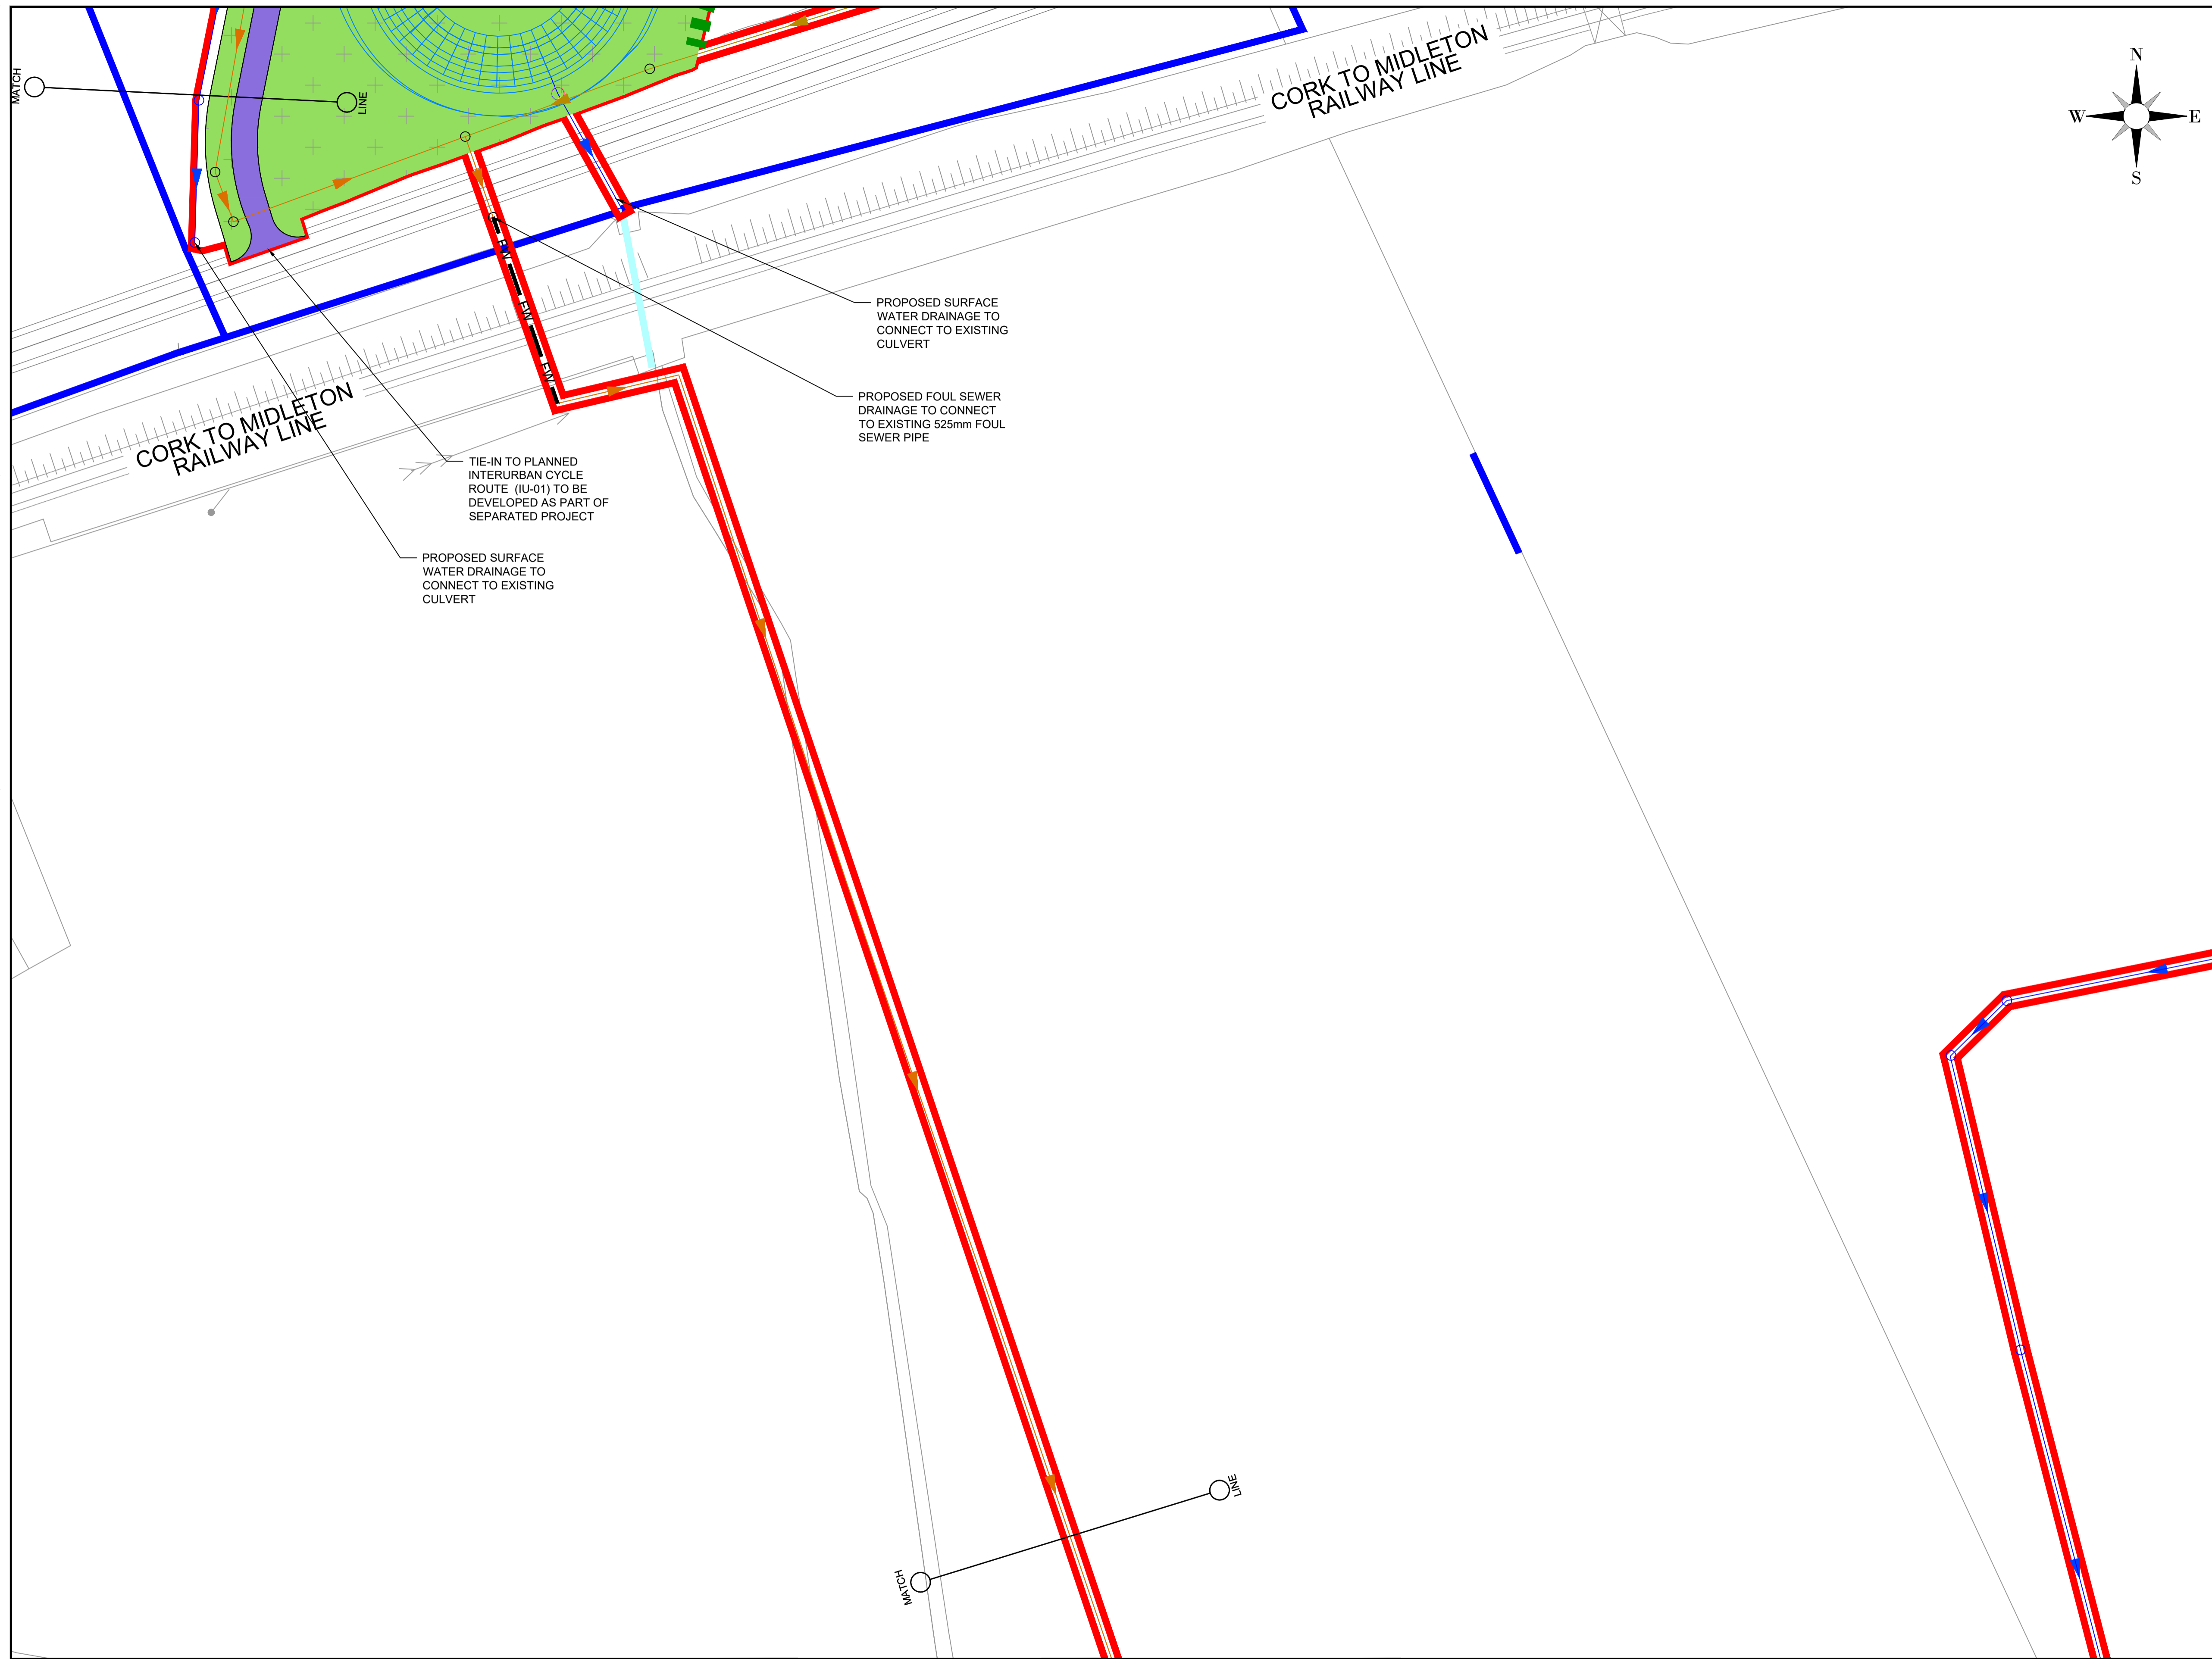 MATCH
LINE
CORK TO MIDLETON
RAILWAY LINE
N
W
E
S
FW
FW
FW
PROPOSED SURFACE
WATER DRAINAGE TO
CONNECT TO EXISTING
CULVERT
PROPOSED FOUL SEWER
DRAINAGE TO CONNECT
TO EXISTING 525mm FOUL
SEWER PIPE
CORK TO MIDLETON
RAILWAY LINE
TIE-IN TO PLANNED
INTERURBAN CYCLE
ROUTE (IU-01) TO BE
DEVELOPED AS PART OF
SEPARATED PROJECT
PROPOSED SURFACE
WATER DRAINAGE TO
CONNECT TO EXISTING
CULVERT
LINE
MATCH